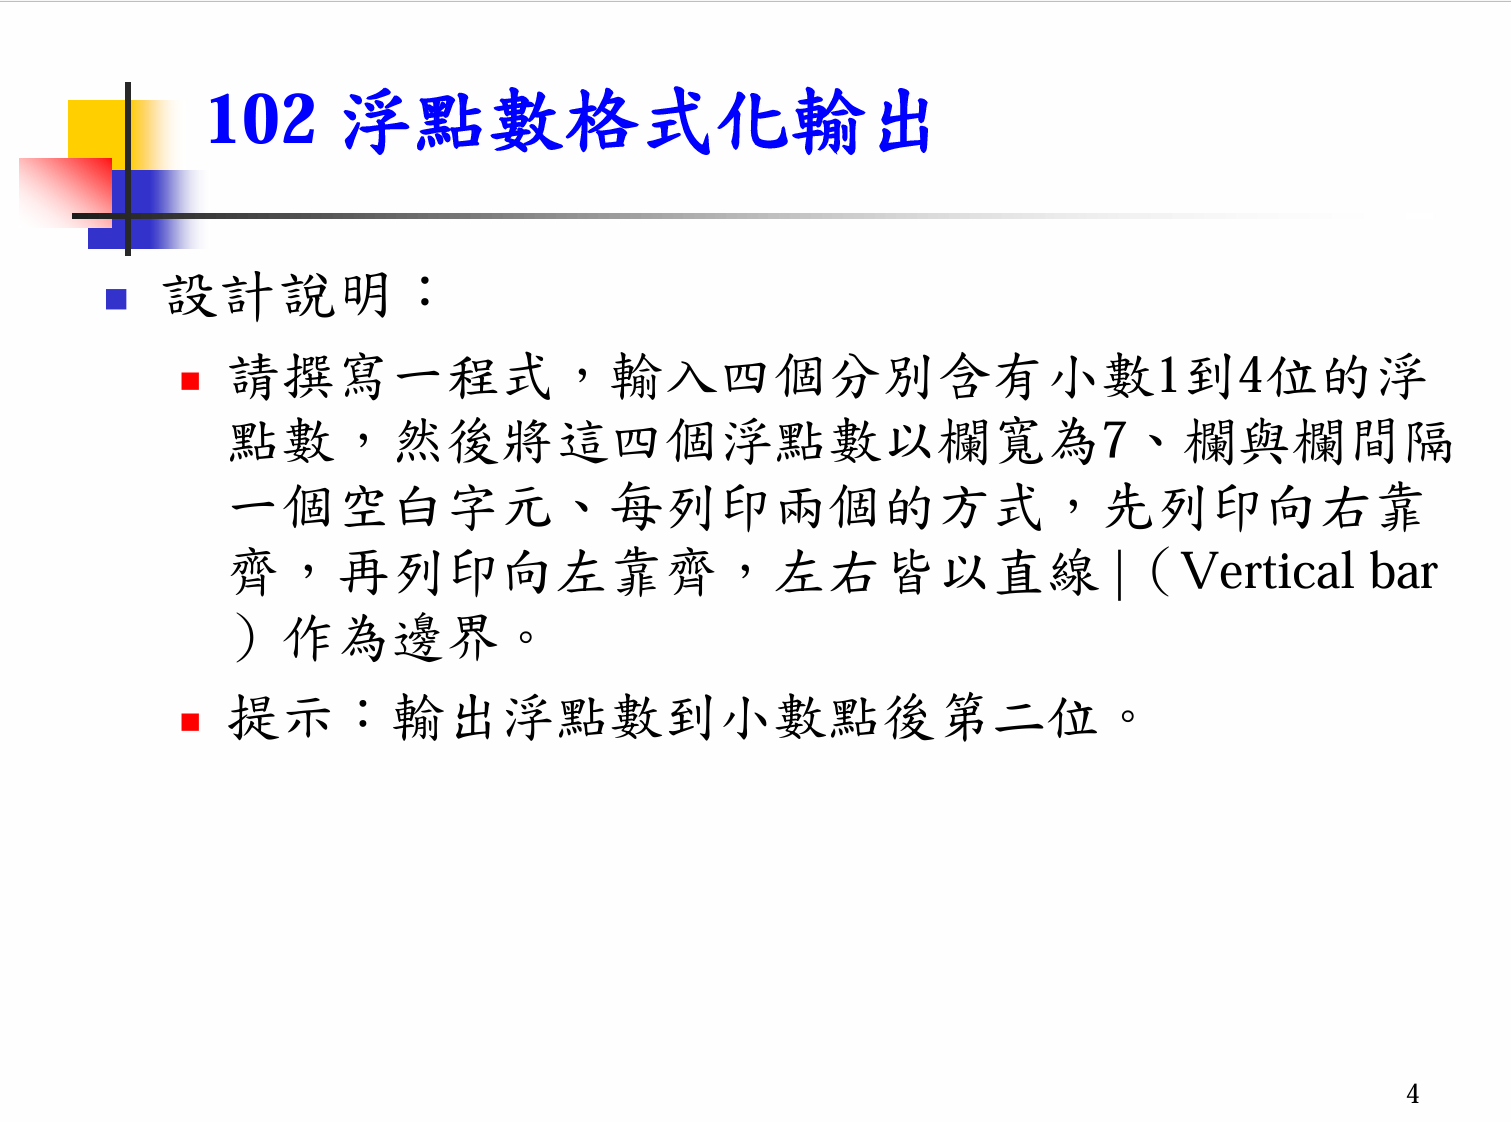 102 浮點數格式化輸出
設計說明：
請撰寫一程式，輸入四個分別含有小數1到4位的浮
點數，然後將這四個浮點數以欄寬為7、欄與欄間隔
一個空白字元、每列印兩個的方式，先列印向右靠
齊，再列印向左靠齊，左右皆以直線 |（Vertical bar
）作為邊界。
提示：輸出浮點數到小數點後第二位。
4